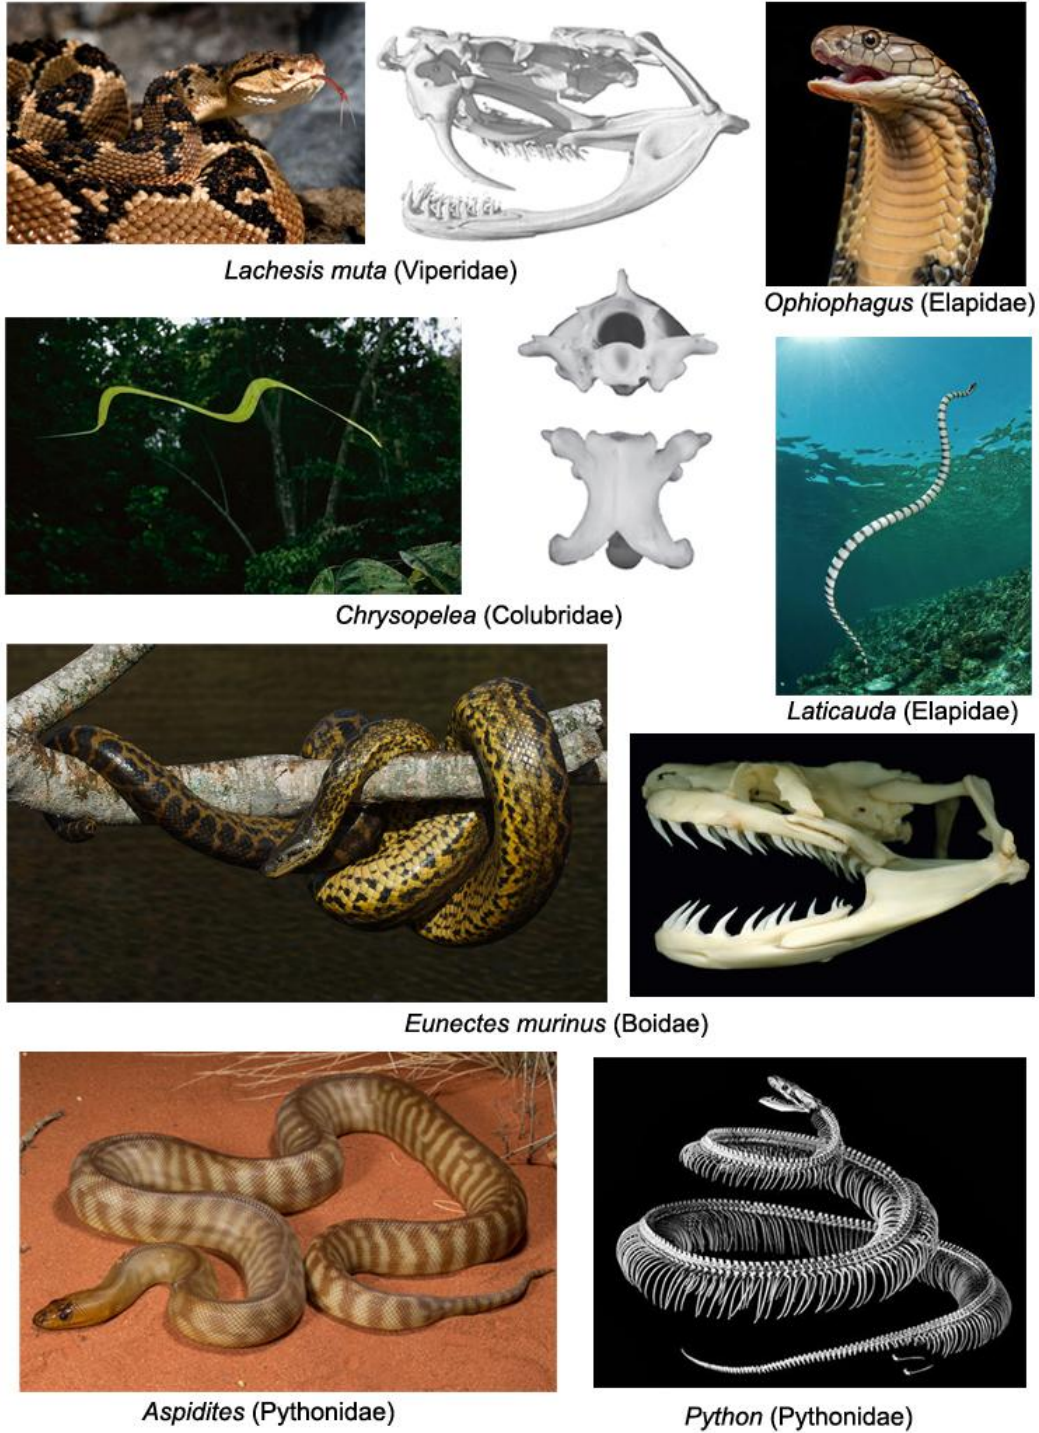 Lachesis muta (Viperidae)
Ophiophagus (Elapidae)
Chrysopelea (Colubridae)
Laticauda (Elapidae)
Eunectes murinus (Boidae)
Aspidites (Pythonidae)
Python (Pythonidae)